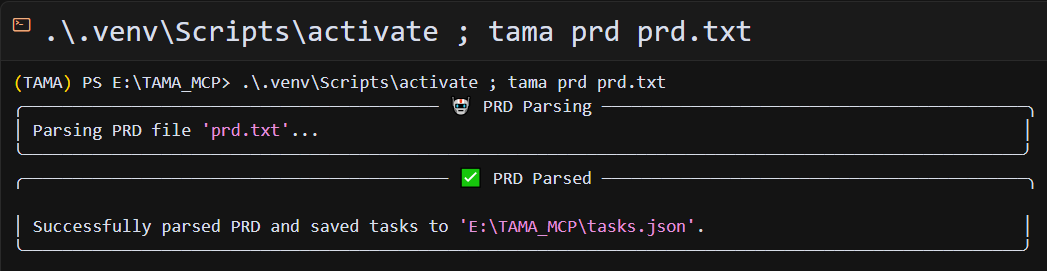 .\.venv\Scripts\activate ; tama prd prd.txt
(TAMA) PS E:\TAMA_MCP> .\.venv\Scripts\activate ; tama prd prd.txt
🤖 PRD Parsing
Parsing PRD file 'prd.txt'...
✅ PRD Parsed
Successfully parsed PRD and saved tasks to 'E:\TAMA_MCP\tasks.json'.